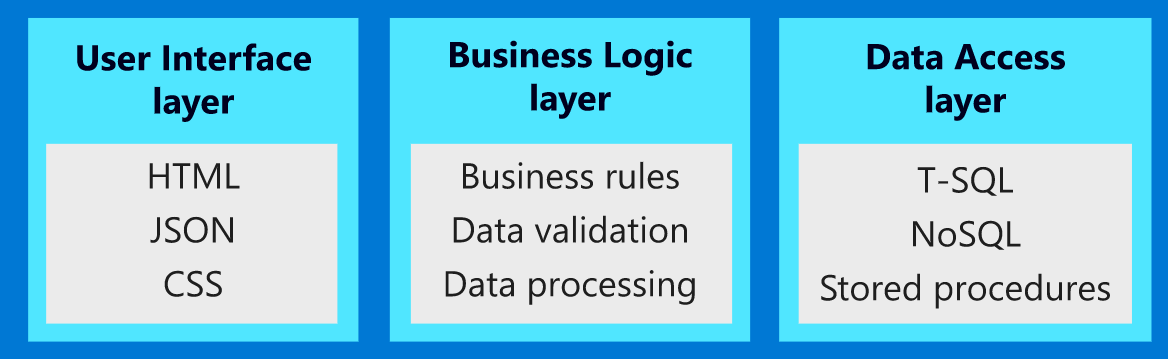 User Interface
layer
HTML
JSON
CSS
Business Logic
layer
Business rules
Data validation
Data processing
Data Access
layer
T-SQL
NoSQL
Stored procedures